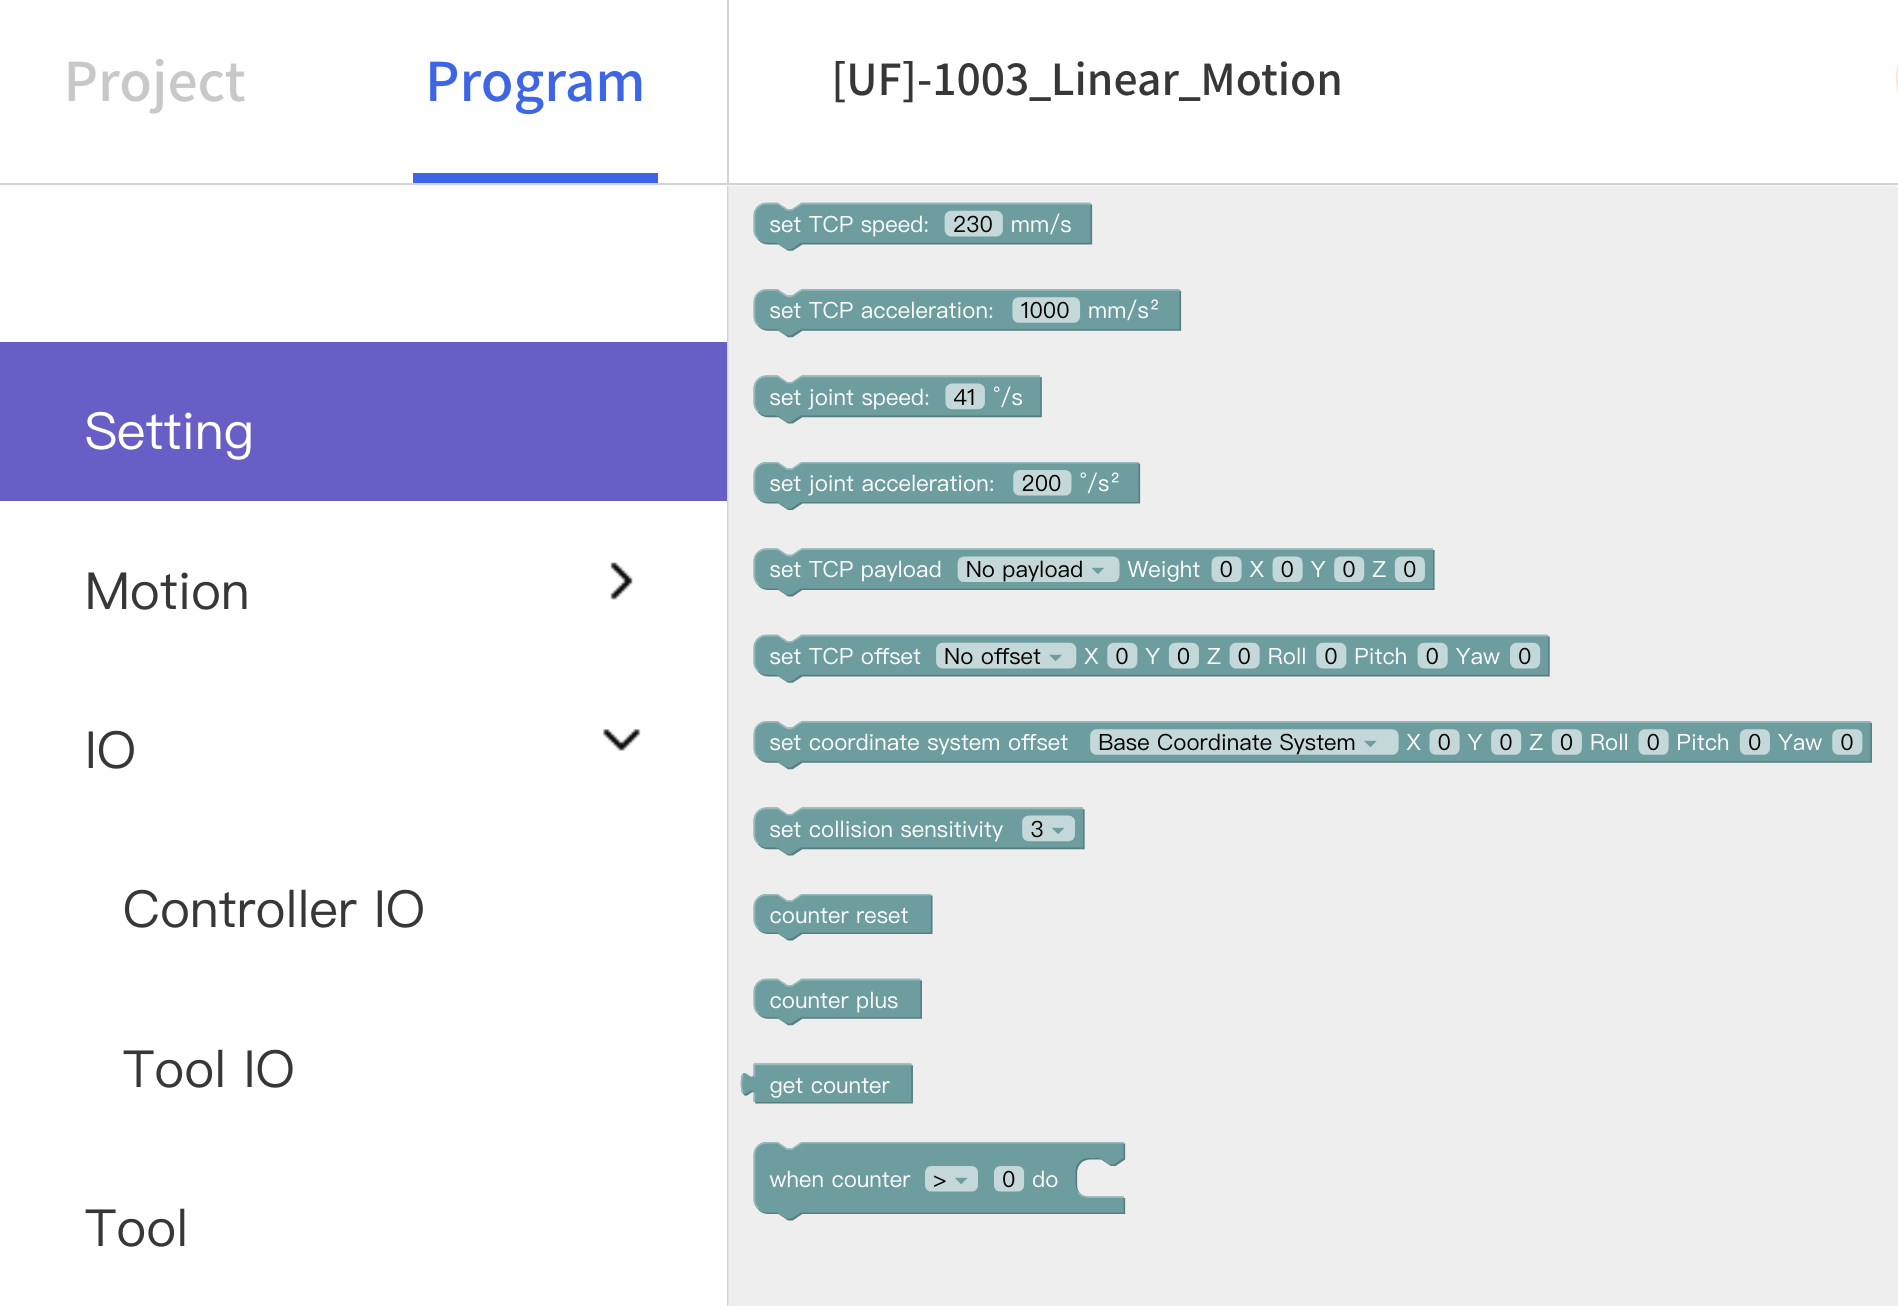 Project Program [UF]-1003_Linear_Motion
Setting
Motion
IO
Controller IO
Tool IO
Tool
set TCP speed: 230 mm/s
set TCP acceleration: 1000 mm/s²
set joint speed: 41 °/s
set joint acceleration: 200 °/s²
set TCP payload No payload Weight 0 X 0 Y 0 Z 0
set TCP offset No offset X 0 Y 0 Z 0 Roll 0 Pitch 0 Yaw 0
set coordinate system offset Base Coordinate System X 0 Y 0 Z 0 Roll 0 Pitch 0 Yaw 0
set collision sensitivity 3
counter reset
counter plus
get counter
when counter > 0 do